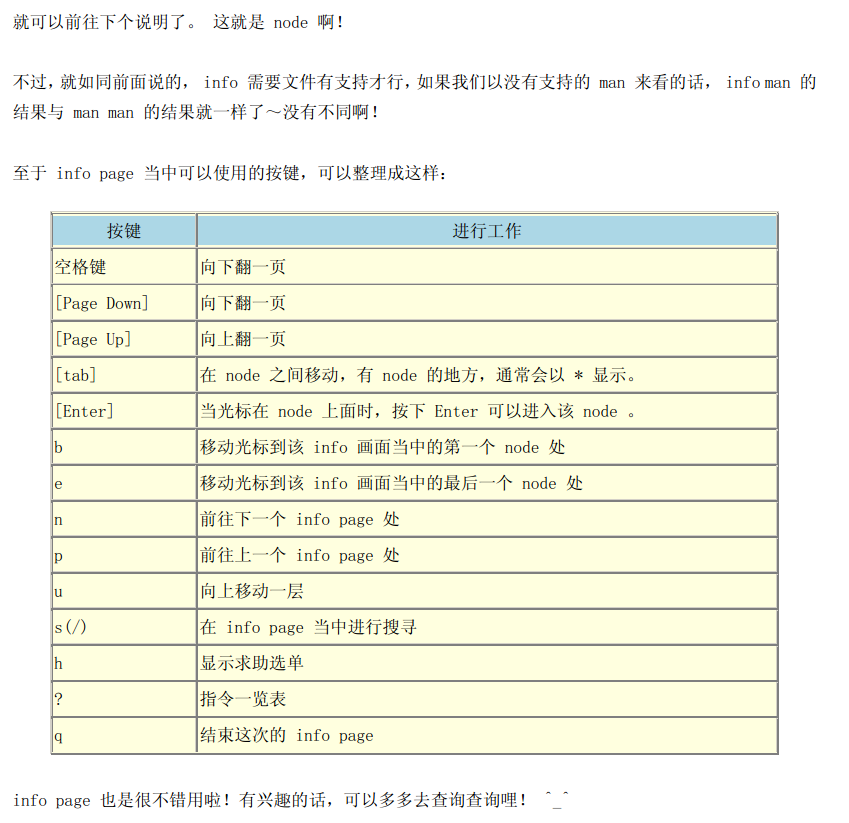 就可以前往下个说明了。 这就是 node 啊！
不过，就如同前面说的， info 需要文件有支持才行，如果我们以没有支持的 man 来看的话， info man 的
结果与 man man 的结果就一样了～没有不同啊！
至于 info page 当中可以使用的按键，可以整理成这样：
按键 进行工作
空格键 向下翻一页
[Page Down] 向下翻一页
[Page Up] 向上翻一页
[tab] 在 node 之间移动，有 node 的地方，通常会以 * 显示。
[Enter] 当光标在 node 上面时，按下 Enter 可以进入该 node 。
b 移动光标到该 info 画面当中的第一个 node 处
e 移动光标到该 info 画面当中的最后一个 node 处
n 前往下一个 info page 处
p 前往上一个 info page 处
u 向上移动一层
s(/) 在 info page 当中进行搜寻
h 显示求助选单
? 指令一览表
q 结束这次的 info page
info page 也是很不错用啦！有兴趣的话，可以多多去查询查询哩！ ^_^